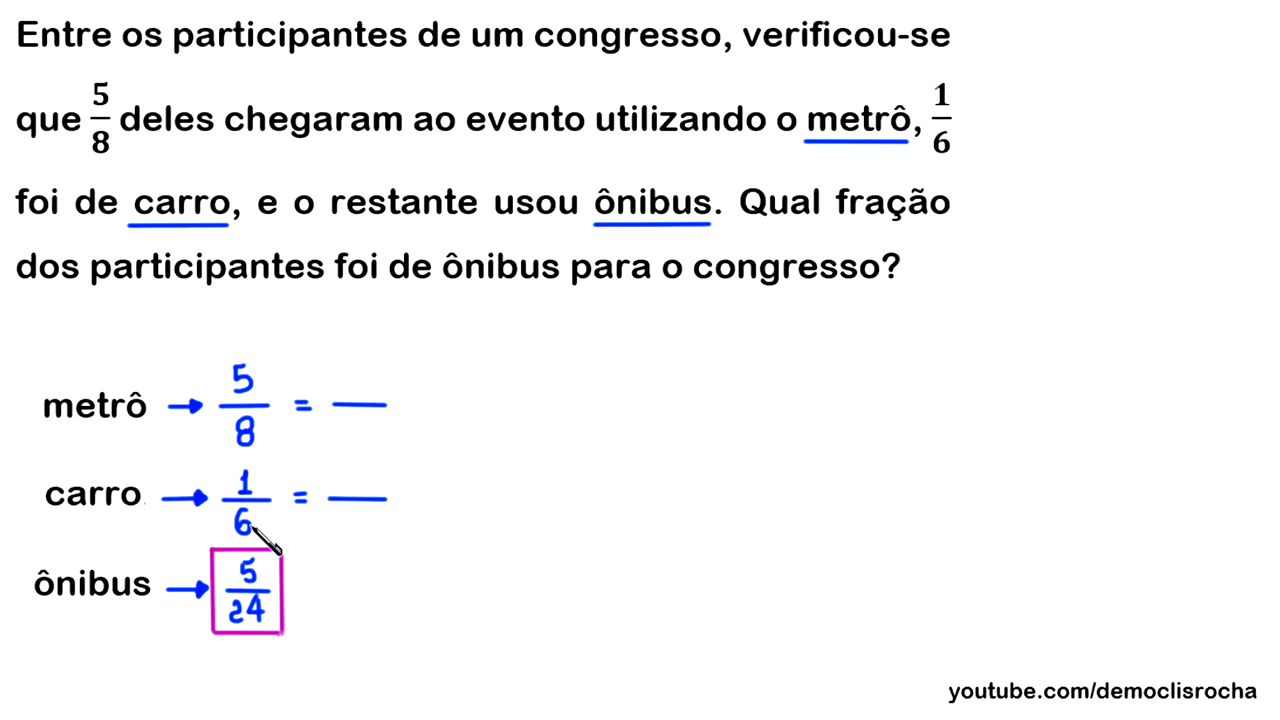 Entre os participantes de um congresso, verificou-se
que 5/8 deles chegaram ao evento utilizando o metrô, 1/6
foi de carro, e o restante usou ônibus. Qual fração
dos participantes foi de ônibus para o congresso?
metrô → 5/8 = —
carro → 1/6 = —
ônibus → 5/24
youtube.com/democlisrocha